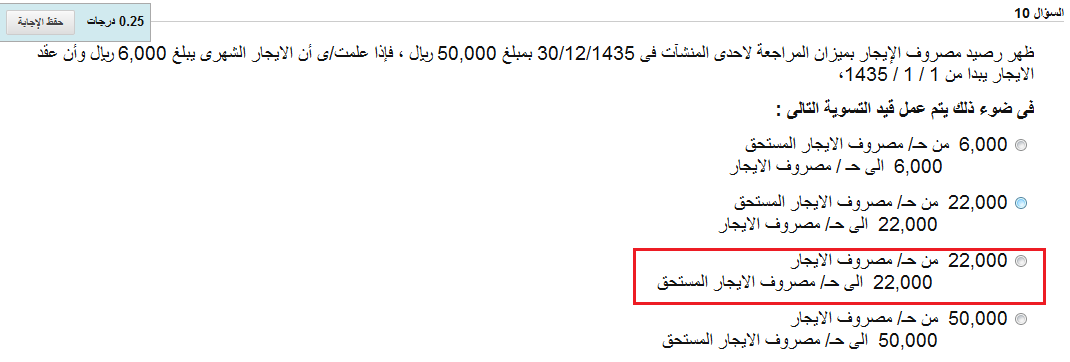 السؤال 10
0.25 درجات
حفظ الإجابة
ظهر رصيد مصروف الإيجار بميزان المراجعة لاحدى المنشآت فى 30/12/1435 بمبلغ 50,000 ريال ، فإذا علمت/ى أن الايجار الشهرى يبلغ 6,000 ريال وأن عقد
الايجار يبدا من 1 / 1 / 1435،
فى ضوء ذلك يتم عمل قيد التسوية التالى :
6,000 من حـ/ مصروف الايجار المستحق
6,000 الى حـ / مصروف الايجار
22,000 من حـ/ مصروف الايجار المستحق
22,000 الى حـ/ مصروف الايجار
22,000 من حـ/ مصروف الايجار
22,000 الى حـ/ مصروف الايجار المستحق
50,000 من حـ/ مصروف الايجار
50,000 الى حـ/ مصروف الايجار المستحق